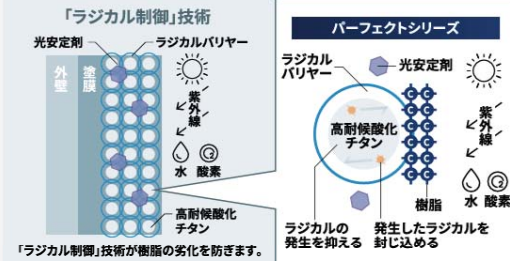 「ラジカル制御」技術
光安定剤
ラジカルバリヤー
外壁
塗膜
紫外線
水
酸素
高耐候酸化
チタン
「ラジカル制御」技術が樹脂の劣化を防ぎます。
パーフェクトシリーズ
ラジカル
バリヤー
光安定剤
高耐候酸化
チタン
C C
C C
C C
C C
C C
C C
紫外線
水
酸素
樹脂
ラジカルの
発生を抑える
発生したラジカルを
封じ込める